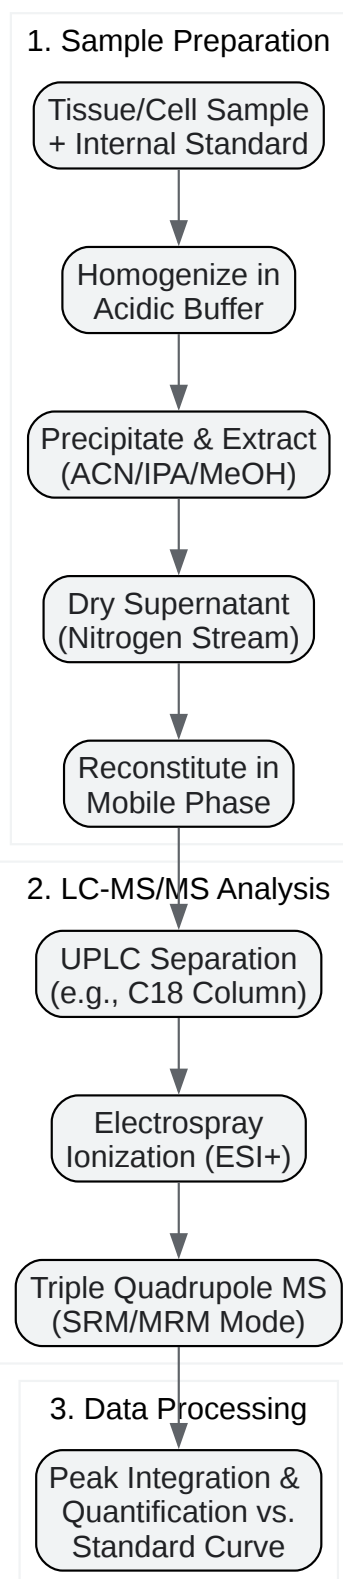 1. Sample Preparation
Tissue/Cell Sample
+ Internal Standard
Homogenize in
Acidic Buffer
Precipitate & Extract
(ACN/IPA/MeOH)
Dry Supernatant
(Nitrogen Stream)
Reconstitute in
Mobile Phase
2. LC-MS/MS Analysis
UPLC Separation
(e.g., C18 Column)
Electrospray
Ionization (ESI+)
Triple Quadrupole MS
(SRM/MRM Mode)
3. Data Processing
Peak Integration &
Quantification vs.
Standard Curve